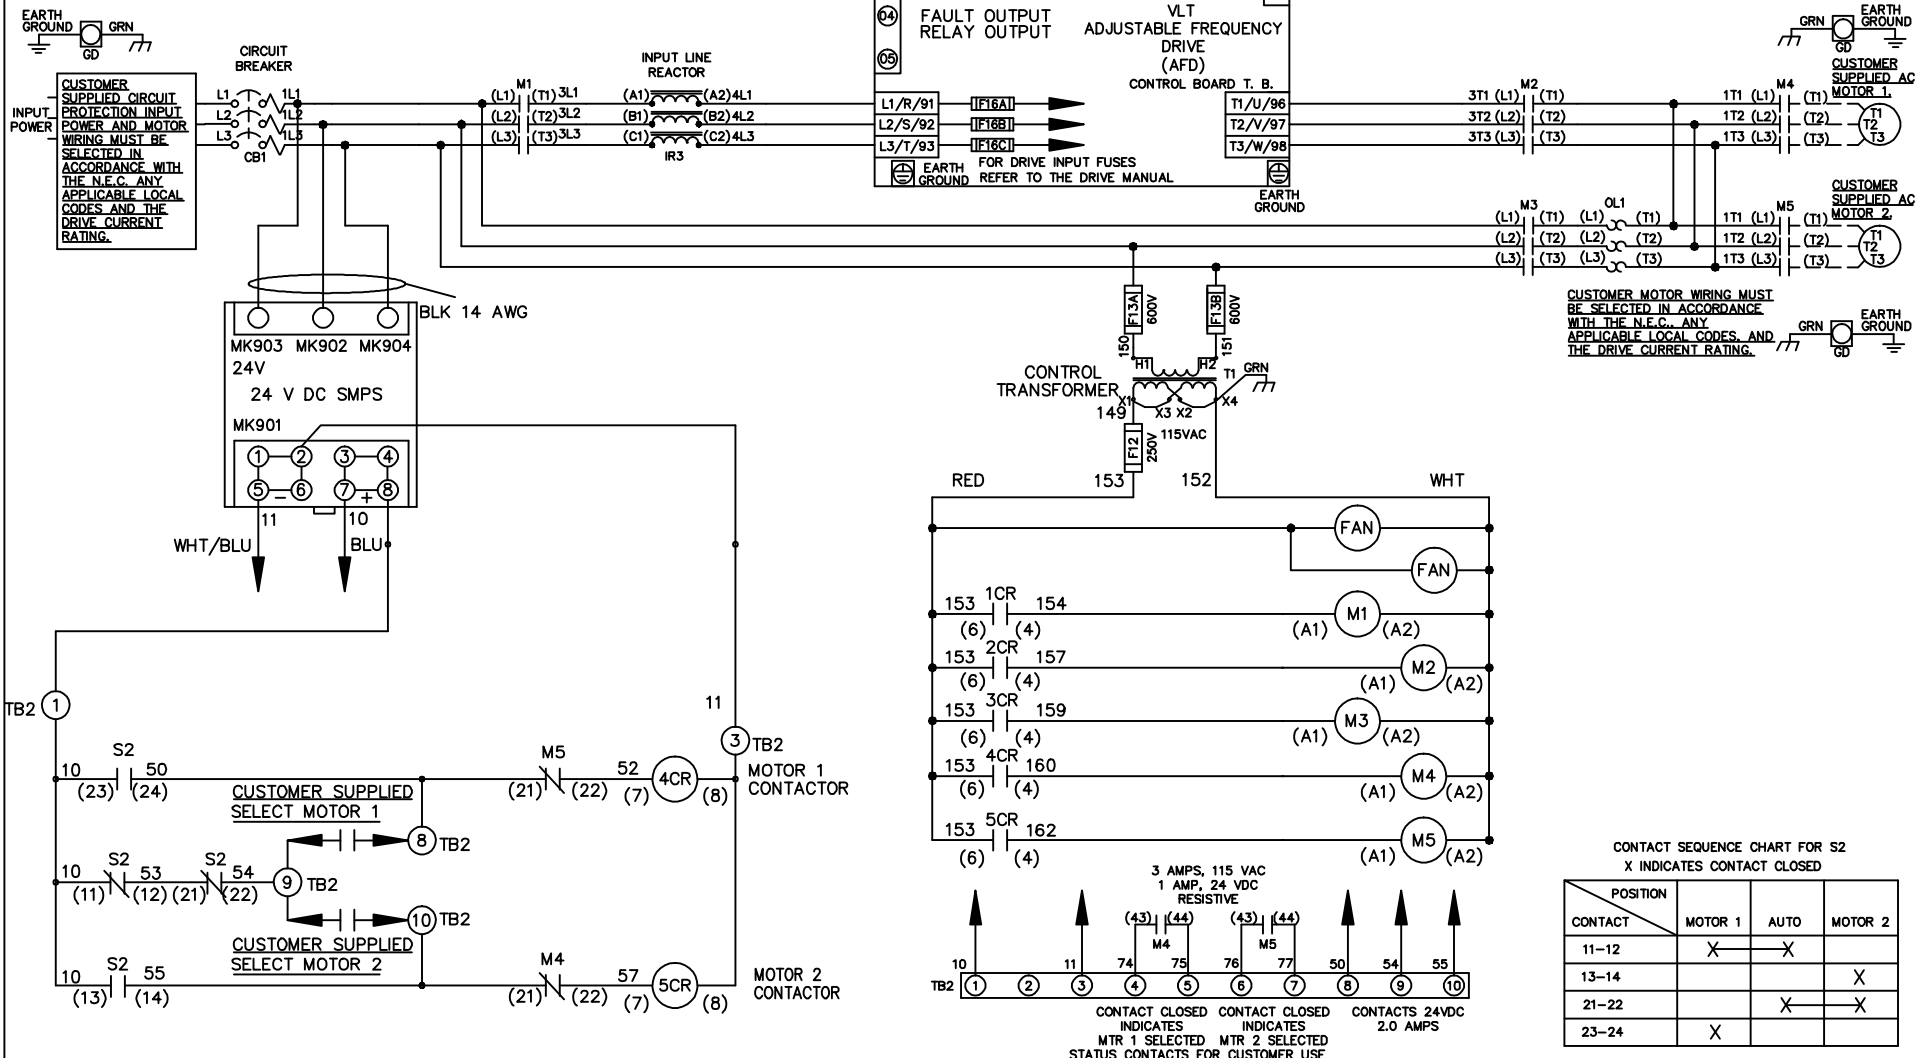 EARTH
GROUND
GRN
GD
CIRCUIT
BREAKER
INPUT
POWER
CUSTOMER
SUPPLIED CIRCUIT
PROTECTION INPUT
POWER AND MOTOR
WIRING MUST BE
SELECTED IN
ACCORDANCE WITH
THE N.E.C. ANY
APPLICABLE LOCAL
CODES AND THE
DRIVE CURRENT
RATING.
L1 1L1
L2 1L2
L3 1L3
CB1
M1
(L1) (T1) 3L1
(L2) (T2) 3L2
(L3) (T3) 3L3
INPUT LINE
REACTOR
(A1) (A2) 4L1
(B1) (B2) 4L2
(C1) (C2) 4L3
IR3
04 FAULT OUTPUT
RELAY OUTPUT
05
VLT
ADJUSTABLE FREQUENCY
DRIVE
(AFD)
CONTROL BOARD T. B.
L1/R/91 F16A T1/U/96
L2/S/92 F16B T2/V/97
L3/T/93 F16C T3/W/98
EARTH
GROUND
FOR DRIVE INPUT FUSES
REFER TO THE DRIVE MANUAL
EARTH
GROUND
M2
3T1 (L1) (T1)
3T2 (L2) (T2)
3T3 (L3) (T3)
M4
1T1 (L1) (T1)
1T2 (L2) (T2)
1T3 (L3) (T3)
GRN
GD
EARTH
GROUND
CUSTOMER
SUPPLIED AC
MOTOR 1.
T1
T2
T3
M3
(L1) (T1)
(L2) (T2)
(L3) (T3)
OL1
(L1) (T1)
(L2) (T2)
(L3) (T3)
M5
1T1 (L1) (T1)
1T2 (L2) (T2)
1T3 (L3) (T3)
CUSTOMER
SUPPLIED AC
MOTOR 2.
T1
T2
T3
CUSTOMER MOTOR WIRING MUST
BE SELECTED IN ACCORDANCE
WITH THE N.E.C., ANY
APPLICABLE LOCAL CODES, AND
THE DRIVE CURRENT RATING.
GRN
GD
EARTH
GROUND
BLK 14 AWG
MK903 MK902 MK904
24V
24 V DC SMPS
MK901
1 2 3 4
5 6 7 8
- +
11 10
WHT/BLU BLU
F13A 600V
F13B 600V
150 151
H1 H2
CONTROL
TRANSFORMER
T1
GRN
X1 X3 X2 X4
149
115VAC
F12 250V
RED 153 152 WHT
FAN
FAN
153 1CR 154 M1
(6) (4) (A1) (A2)
153 2CR 157 M2
(6) (4) (A1) (A2)
153 3CR 159 M3
(6) (4) (A1) (A2)
153 4CR 160 M4
(6) (4) (A1) (A2)
153 5CR 162 M5
(6) (4) (A1) (A2)
TB2 1
11
3 TB2
10 S2 50
(23) (24)
M5
(21) (22)
52 4CR
(7) (8)
MOTOR 1
CONTACTOR
CUSTOMER SUPPLIED
SELECT MOTOR 1
8 TB2
10 S2 53 S2 54
(11) (12) (21) (22)
9 TB2
10 TB2
CUSTOMER SUPPLIED
SELECT MOTOR 2
10 S2 55
(13) (14)
M4
(21) (22)
57 5CR
(7) (8)
MOTOR 2
CONTACTOR
3 AMPS, 115 VAC
1 AMP, 24 VDC
RESISTIVE
(43) (44) (43) (44)
M4 M5
10 11 74 75 76 77 50 54 55
TB2 1 2 3 4 5 6 7 8 9 10
CONTACT CLOSED
INDICATES
MTR 1 SELECTED
CONTACT CLOSED
INDICATES
MTR 2 SELECTED
CONTACTS 24VDC
2.0 AMPS
STATUS CONTACTS FOR CUSTOMER USE
CONTACT SEQUENCE CHART FOR S2
X INDICATES CONTACT CLOSED
POSITION
CONTACT MOTOR 1 AUTO MOTOR 2
11-12 X X
13-14 X
21-22 X X
23-24 X